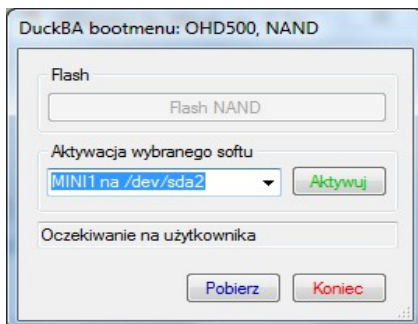 DuckBA bootmenu: OHD500, NAND
Flash
Flash NAND
Aktywacja wybranego softu
MINI1 na /dev/sda2
Aktywuj
Oczekiwanie na użytkownika
Pobierz
Koniec